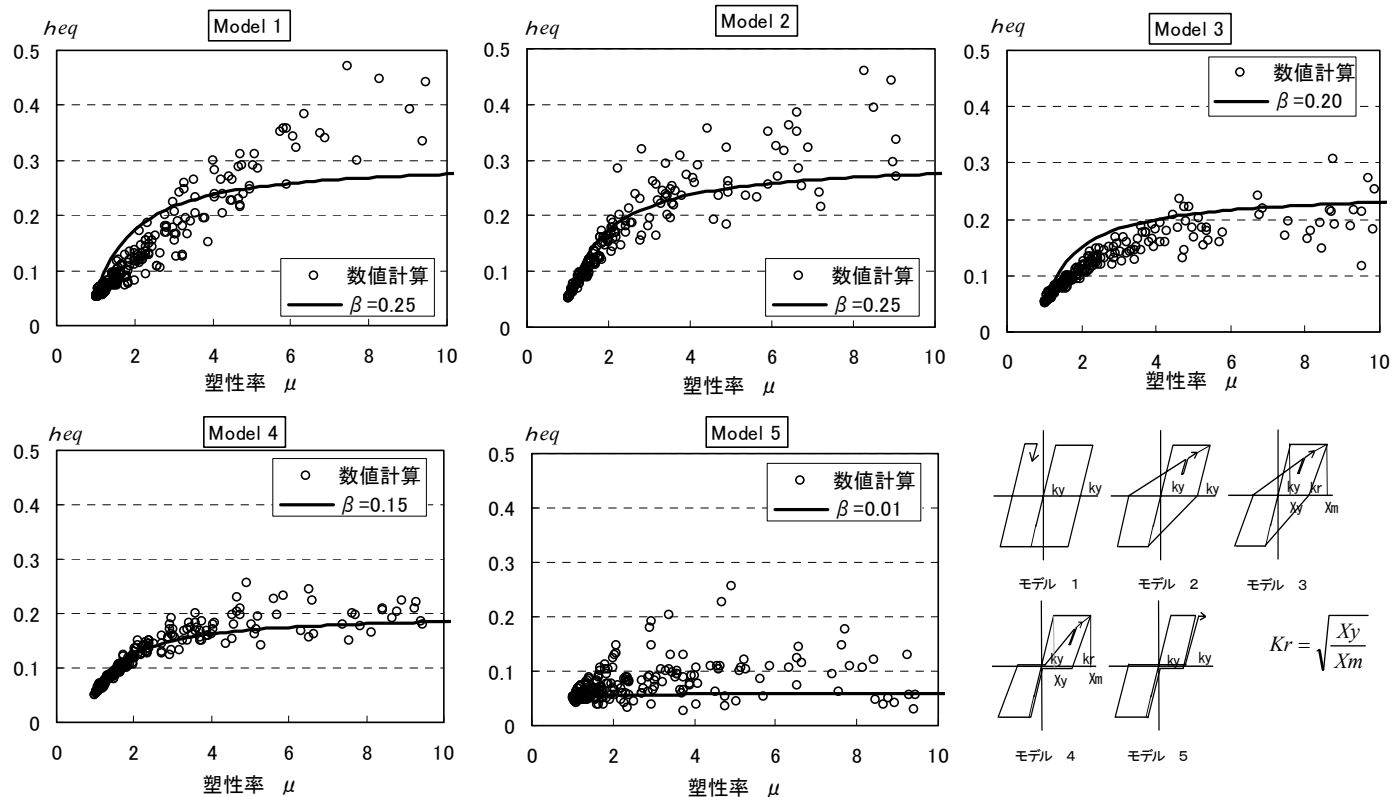 Model 1
heq
0.5
0.4
0.3
0.2
0.1
0
数値計算
β=0.25
0 2 4 6 8 10
塑性率 μ
Model 2
heq
0.5
0.4
0.3
0.2
0.1
0
数値計算
β=0.25
0 2 4 6 8 10
塑性率 μ
Model 3
heq
0.5
0.4
0.3
0.2
0.1
0
数値計算
β=0.20
0 2 4 6 8 10
塑性率 μ
Model 4
heq
0.5
0.4
0.3
0.2
0.1
0
数値計算
β=0.15
0 2 4 6 8 10
塑性率 μ
Model 5
heq
0.5
0.4
0.3
0.2
0.1
0
数値計算
β=0.01
0 2 4 6 8 10
塑性率 μ
ky ky
モデル 1
ky ky
モデル 2
ky kr
Xy Xm
モデル 3
ky kr
Xy Xm
モデル 4
ky ky
モデル 5
Kr = √(Xy/Xm)